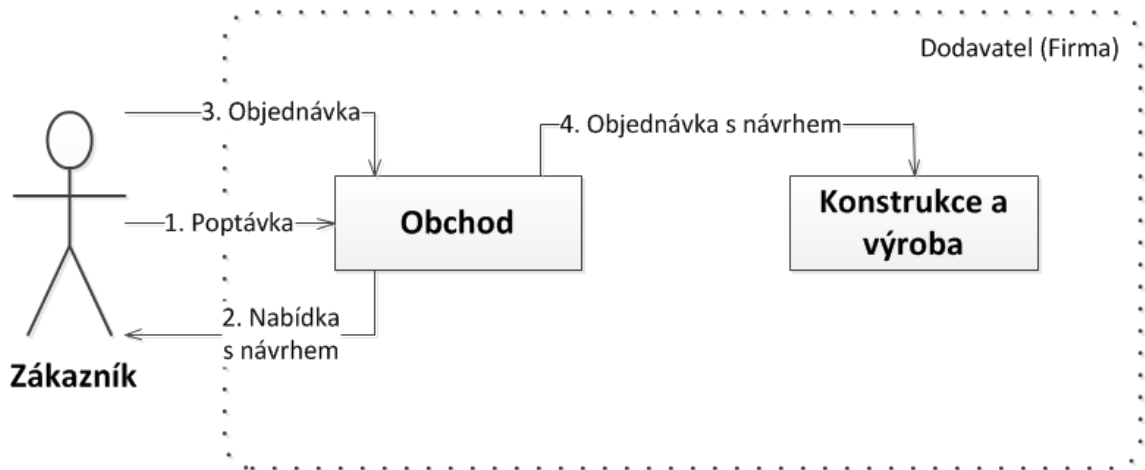 Dodavatel (Firma)
3. Objednávka
4. Objednávka s návrhem
Obchod
Konstrukce a
výroba
1. Poptávka
2. Nabídka
s návrhem
Zákazník